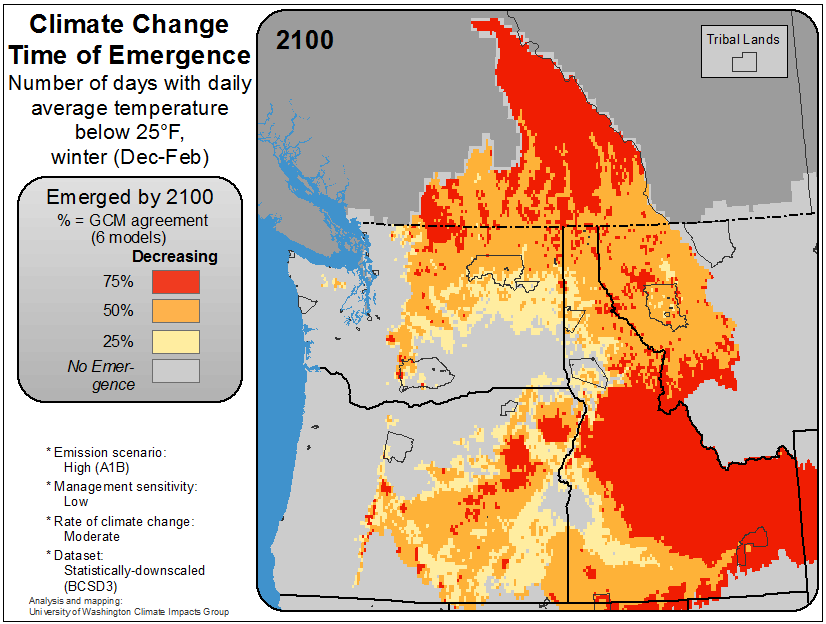 Climate Change
Time of Emergence
Number of days with daily
average temperature
below 25°F,
winter (Dec-Feb)
Emerged by 2100
% = GCM agreement
(6 models)
Decreasing
75%
50%
25%
No Emer-
gence
* Emission scenario:
High (A1B)
* Management sensitivity:
Low
* Rate of climate change:
Moderate
* Dataset:
Statistically-downscaled
(BCSD3)
Analysis and mapping:
University of Washington Climate Impacts Group
2100
Tribal Lands